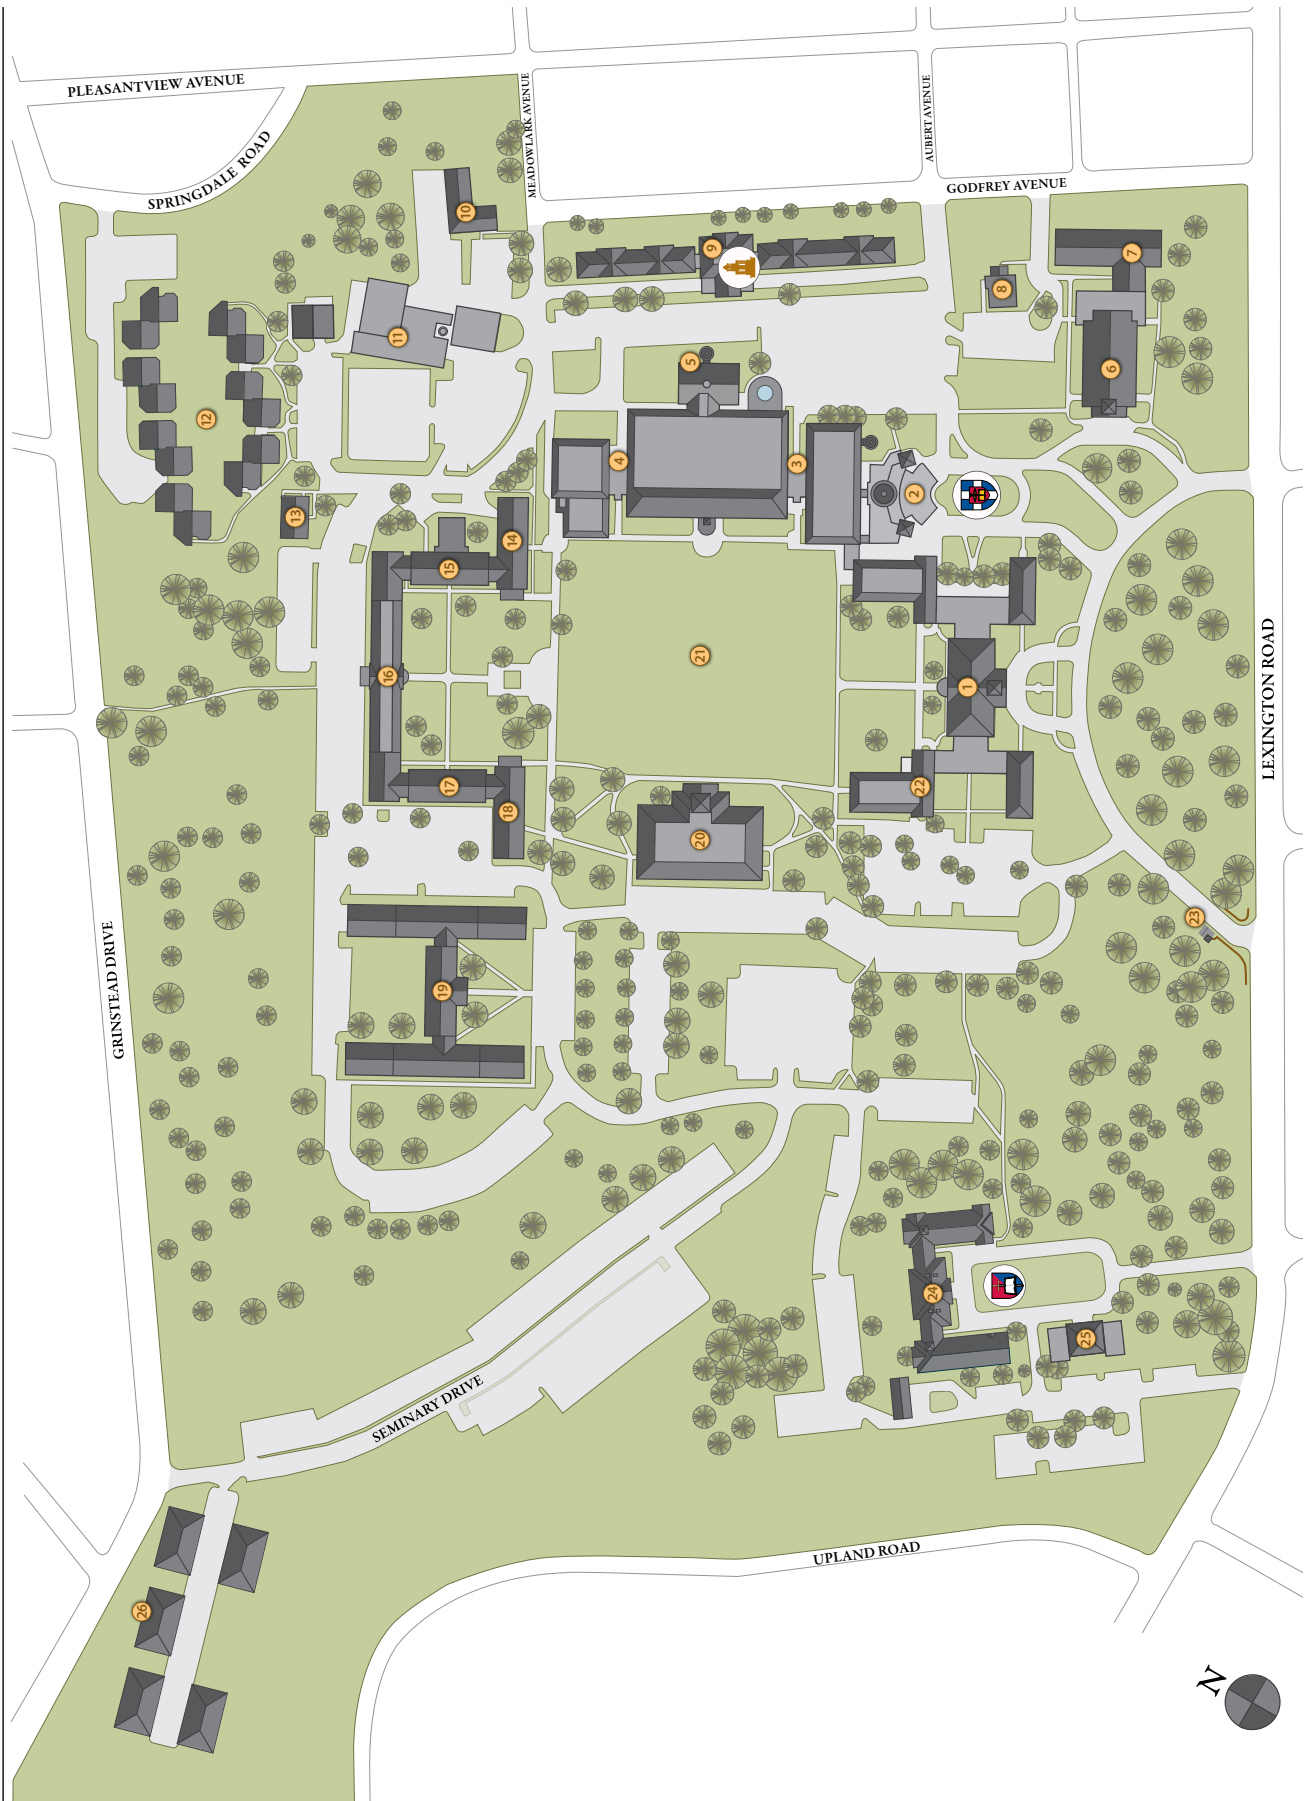 PLEASANTVIEW AVENUE
SPRINGDALE ROAD
MEADOWLARK AVENUE
AUBERT AVENUE
GODFREY AVENUE
10
9
7
8
11
5
6
12
4
3
2
13
14
15
21
16
1
LEXINGTON ROAD
17
22
18
20
23
19
GRINSTEAD DRIVE
24
25
SEMINARY DRIVE
UPLAND ROAD
26
N